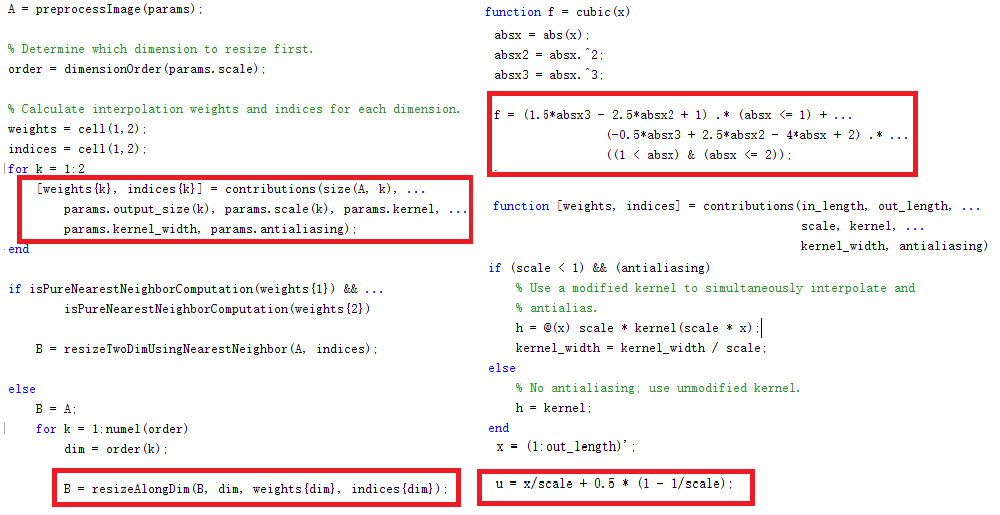 A = preprocessImage(params);
% Determine which dimension to resize first.
order = dimensionOrder(params.scale);
% Calculate interpolation weights and indices for each dimension.
weights = cell(1,2);
indices = cell(1,2);
for k = 1:2
[weights{k}, indices{k}] = contributions(size(A, k), ...
params.output_size(k), params.scale(k), params.kernel, ...
params.kernel_width, params.antialiasing);
end
if isPureNearestNeighborComputation(weights{1}) && ...
isPureNearestNeighborComputation(weights{2})
B = resizeTwoDimUsingNearestNeighbor(A, indices);
else
B = A;
for k = 1:numel(order)
dim = order(k);
B = resizeAlongDim(B, dim, weights{dim}, indices{dim});
function f = cubic(x)
absx = abs(x);
absx2 = absx.^2;
absx3 = absx.^3;
f = (1.5*absx3 - 2.5*absx2 + 1) .* (absx <= 1) + ...
(-0.5*absx3 + 2.5*absx2 - 4*absx + 2) .* ...
((1 < absx) & (absx <= 2));
function [weights, indices] = contributions(in_length, out_length, ...
scale, kernel, ...
kernel_width, antialiasing)
if (scale < 1) && (antialiasing)
% Use a modified kernel to simultaneously interpolate and
% antialias.
h = @(x) scale * kernel(scale * x);
kernel_width = kernel_width / scale;
else
% No antialiasing; use unmodified kernel.
h = kernel;
end
x = (1:out_length)';
u = x/scale + 0.5 * (1 - 1/scale);